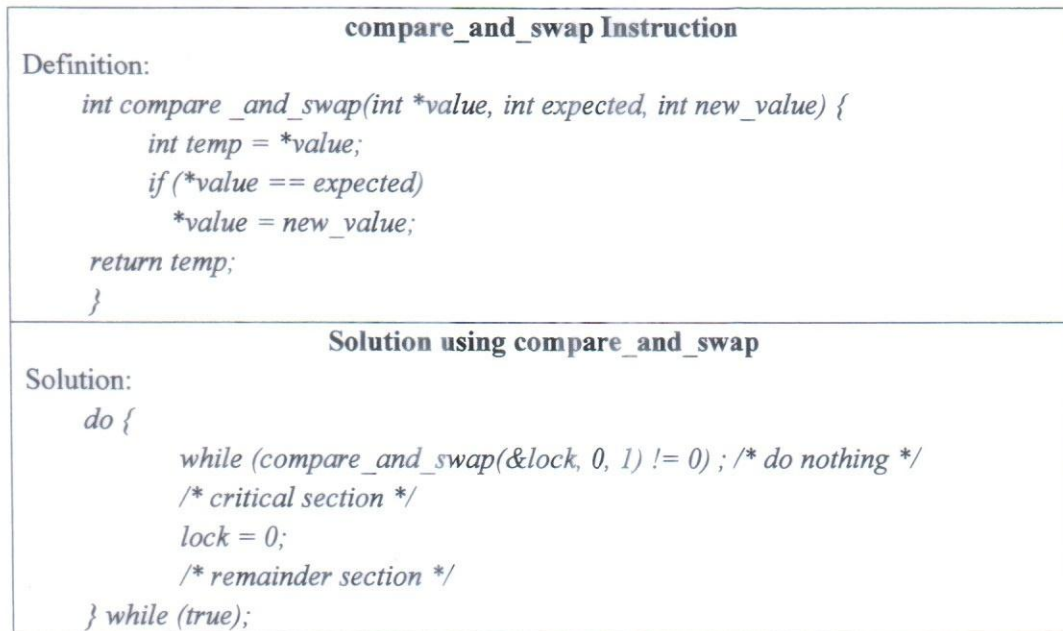 compare_and_swap Instruction
Definition:
int compare _and_swap(int *value, int expected, int new_value) {
int temp = *value;
if (*value == expected)
*value = new_value;
return temp;
}
Solution using compare_and_swap
Solution:
do {
while (compare_and_swap(&lock, 0, 1) != 0) ; /* do nothing */
/* critical section */
lock = 0;
/* remainder section */
} while (true);